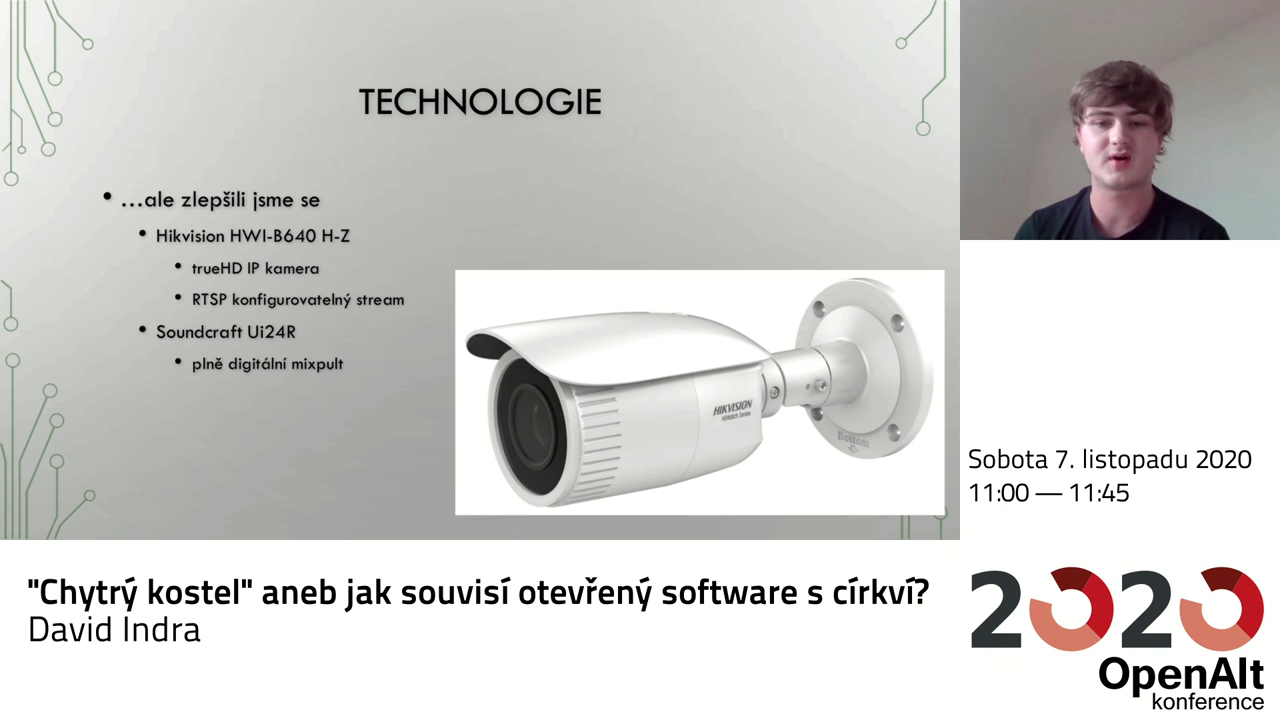 TECHNOLOGIE
• …ale zlepšili jsme se
• Hikvision HWI-B640 H-Z
• trueHD IP kamera
• RTSP konfigurovatelný stream
• Soundcraft Ui24R
• plně digitální mixpult
HIKVISION
HiWatch Series
Bottom
Sobota 7. listopadu 2020
11:00 — 11:45
"Chytrý kostel" aneb jak souvisí otevřený software s církví?
David Indra
2020
OpenAlt
konference